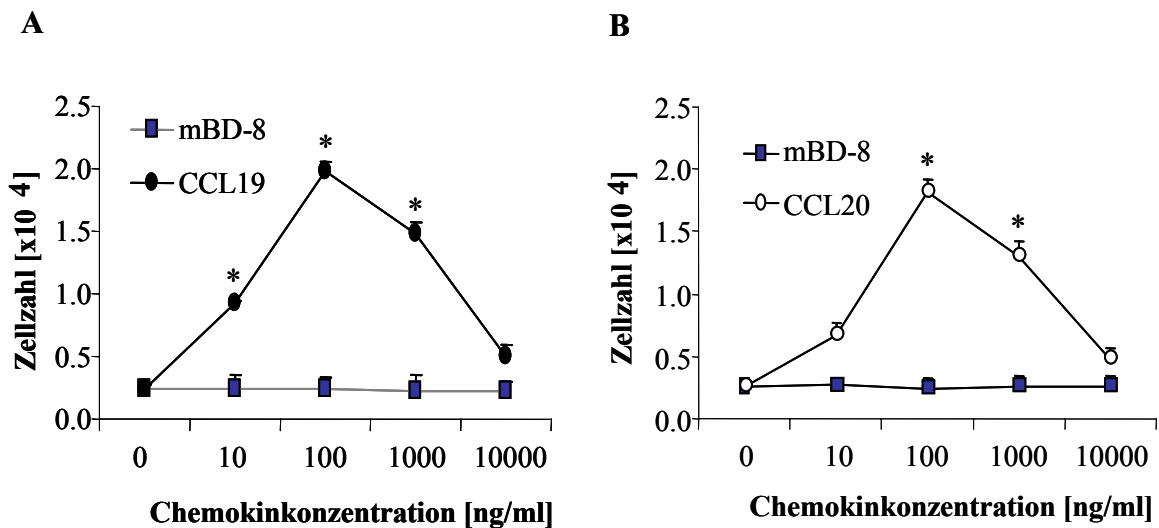 A
2.5
2.0
1.5
1.0
0.5
0.0
Zellzahl [x10 4]
mBD-8
CCL19
*
*
*
0 10 100 1000 10000
Chemokinkonzentration [ng/ml]
B
2.5
2.0
1.5
1.0
0.5
0.0
Zellzahl [x10 4]
mBD-8
CCL20
*
*
0 10 100 1000 10000
Chemokinkonzentration [ng/ml]